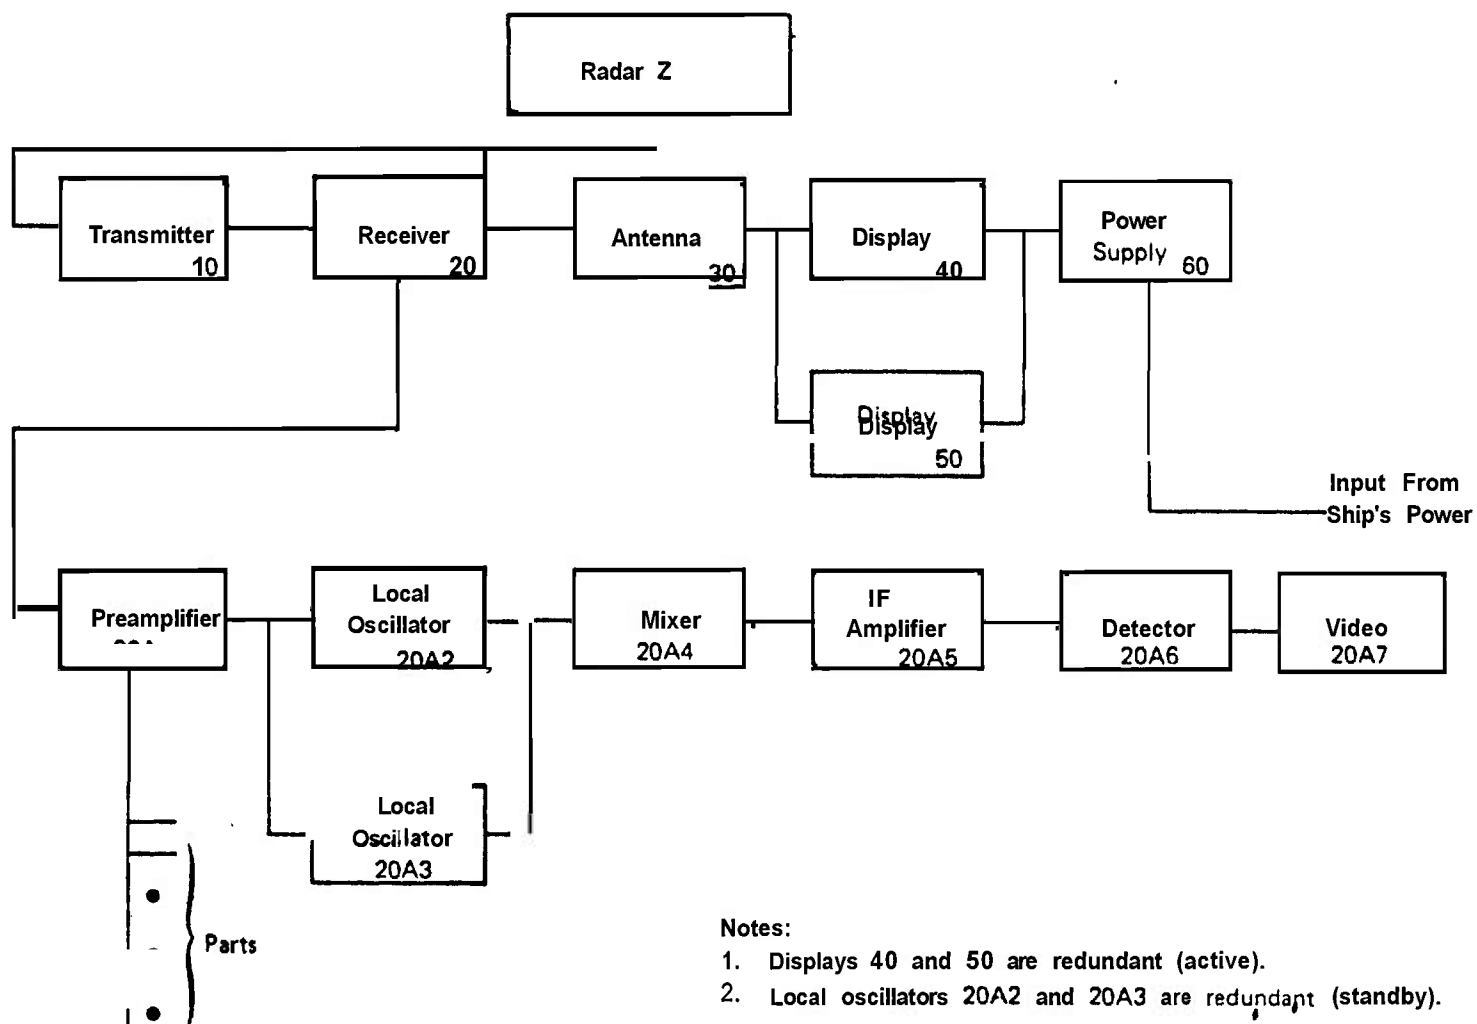 Radar Z
Transmitter
10
Receiver
20
Antenna
30
Display
40
Power
Supply 60
Display
Display
50
Input From
Ship's Power
Preamplifier
Local
Oscillator
20A2
Mixer
20A4
IF
Amplifier
20A5
Detector
20A6
Video
20A7
Local
Oscillator
20A3
Parts
Notes:
1. Displays 40 and 50 are redundant (active).
2. Local oscillators 20A2 and 20A3 are redundant (standby).